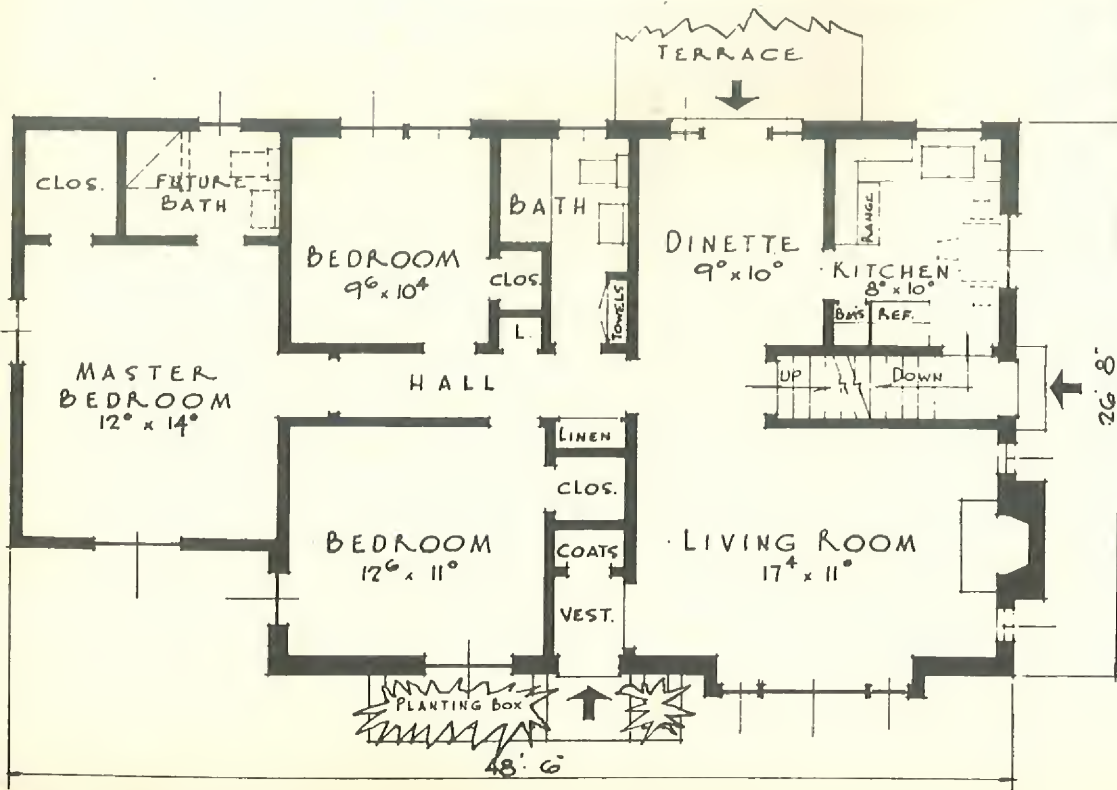 TERRACE
CLOS.
FUTURE
BATH
BEDROOM
9⁶ x 10⁴
BATH
CLOS.
L.
TOWELS
DINETTE
9⁰ x 10⁰
RANGE
KITCHEN
8⁰ x 10⁰
REF.
MASTER
BEDROOM
12⁰ x 14⁰
HALL
UP
DOWN
26' 8"
LINEN
CLOS.
COATS
VEST.
BEDROOM
12⁶ x 11⁰
LIVING ROOM
17⁴ x 11⁰
PLANTING BOX
48' 6"